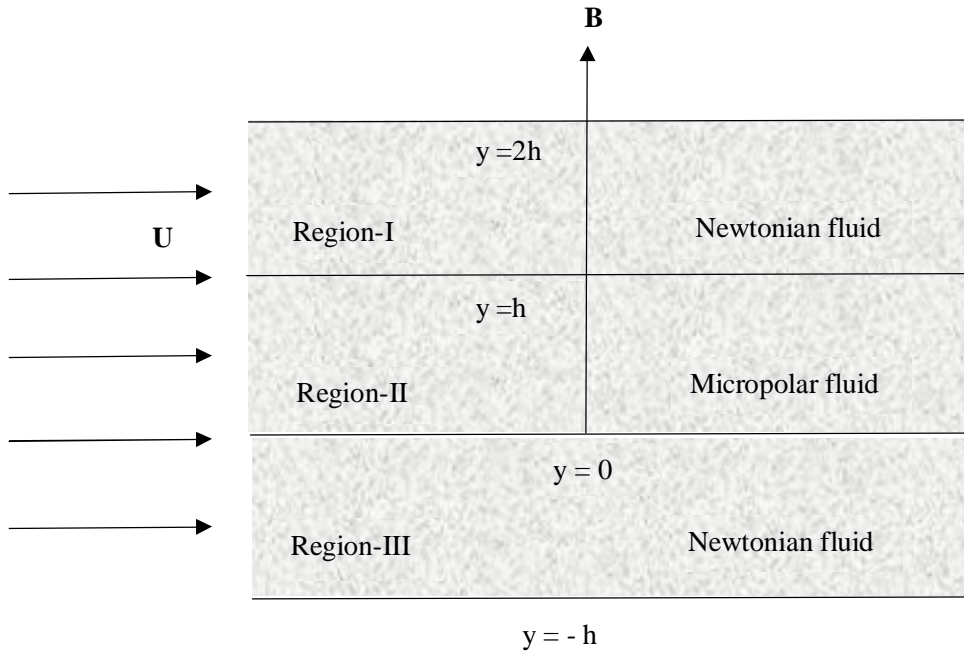 B
y =2h
U
Region-I
Newtonian fluid
y =h
Region-II
Micropolar fluid
y = 0
Region-III
Newtonian fluid
y = - h